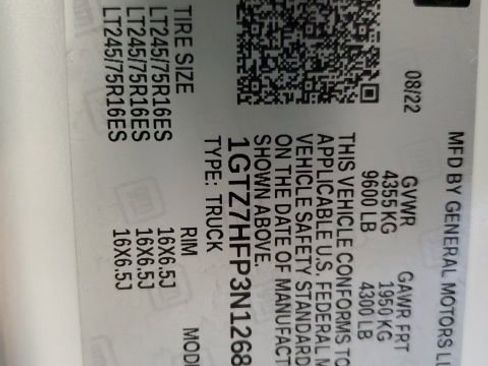 MFD BY GENERAL MOTORS LL
08/22 GVWR GAWR FRT
4355 KG 1950 KG
9600 LB 4300 LB
THIS VEHICLE CONFORMS TO
APPLICABLE U.S. FEDERAL M
VEHICLE SAFETY STANDARD
ON THE DATE OF MANUFACT
SHOWN ABOVE.
1GTZ7HFP3N1268
TYPE: TRUCK MODE
TIRE SIZE RIM
LT245/75R16ES 16X6.5J
LT245/75R16ES 16X6.5J
LT245/75R16ES 16X6.5J